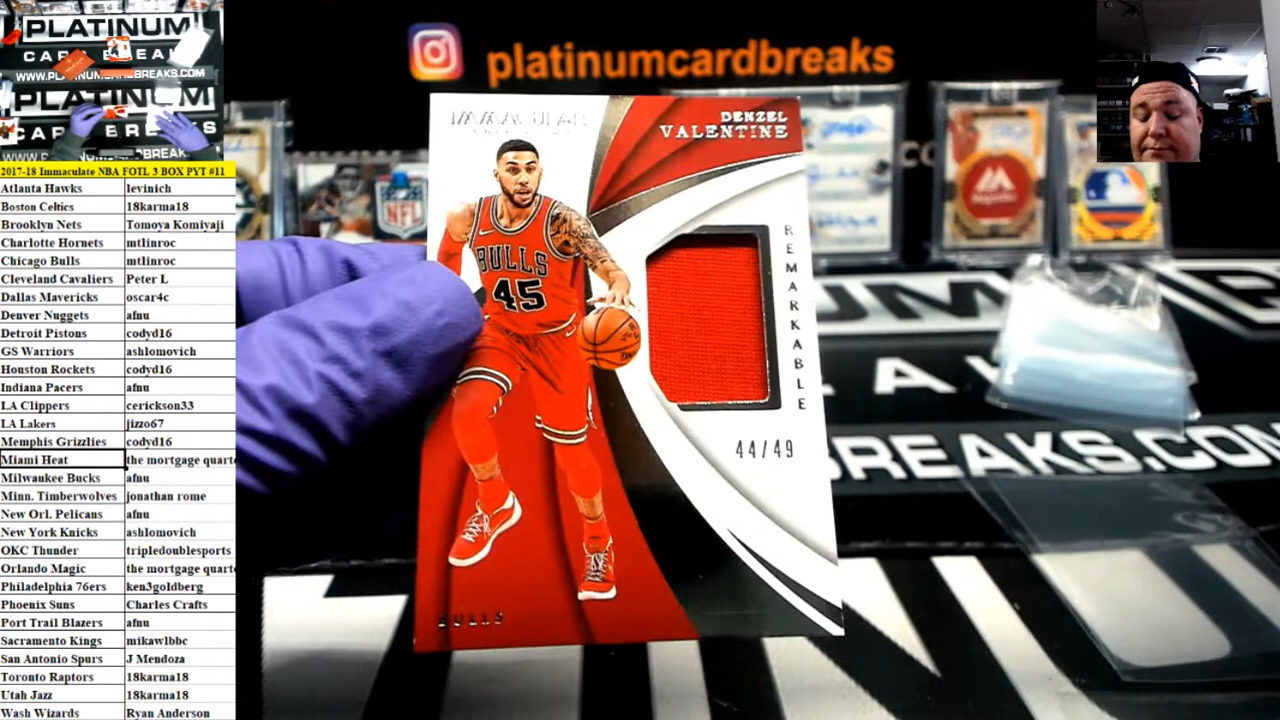 PLATINUM
WWW.PLATINUMCARDBREAKS.COM
PLATINUM
CARD BREAKS
2017-18 Immaculate NBA FOTL 3 BOX PYT #11
Atlanta Hawks levinich
Boston Celtics 18karma18
Brooklyn Nets Tomoya Komiyaji
Charlotte Hornets mtlinroc
Chicago Bulls mtlinroc
Cleveland Cavaliers Peter L
Dallas Mavericks oscar4c
Denver Nuggets afnu
Detroit Pistons codyd16
GS Warriors ashlomovich
Houston Rockets codyd16
Indiana Pacers afnu
LA Clippers cerickson33
LA Lakers jizzo67
Memphis Grizzlies codyd16
Miami Heat the mortgage quarte
Milwaukee Bucks afnu
Minn. Timberwolves jonathan rome
New Orl. Pelicans afnu
New York Knicks ashlomovich
OKC Thunder tripledoublesports
Orlando Magic the mortgage quarte
Philadelphia 76ers ken3goldberg
Phoenix Suns Charles Crafts
Port Trail Blazers afnu
Sacramento Kings mikawlbbc
San Antonio Spurs J Mendoza
Toronto Raptors 18karma18
Utah Jazz 18karma18
Wash Wizards Ryan Anderson
platinumcardbreaks
DENZEL
VALENTINE
REMARKABLE
BULLS
45
44/49
BULLS
NFL
BREAKS.COM